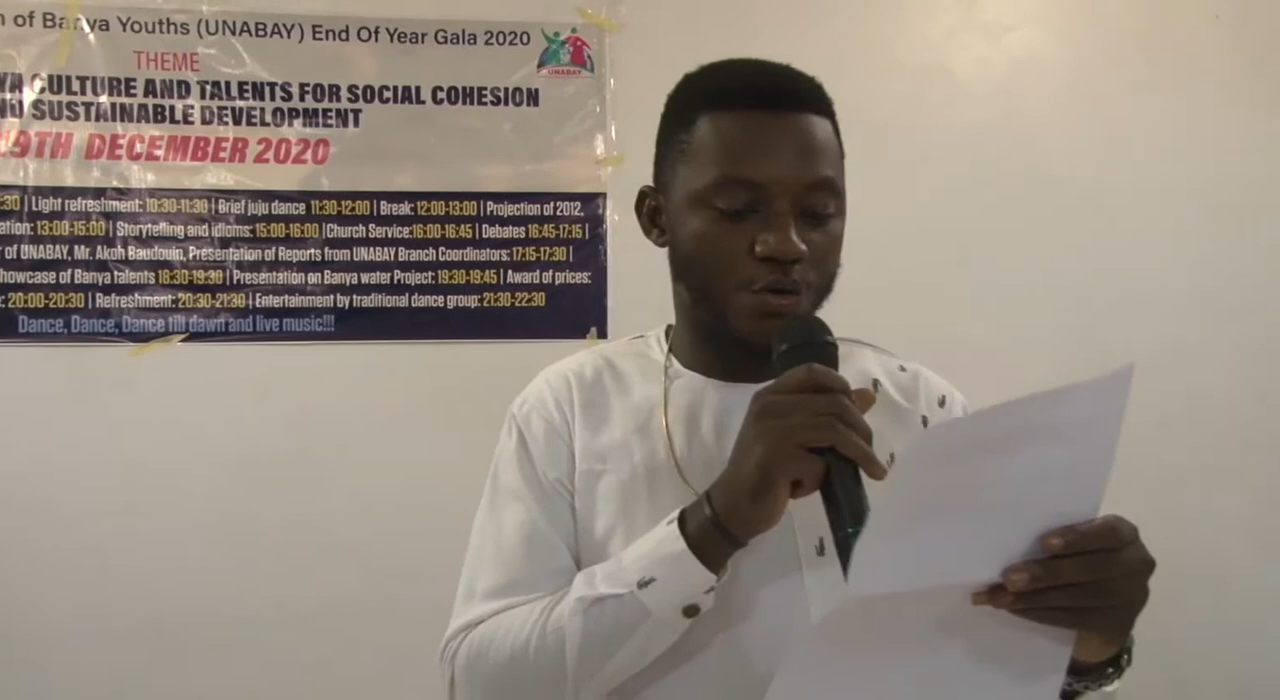 of Banya Youths (UNABAY) End Of Year Gala 2020
UNABAY
THEME
CULTURE AND TALENTS FOR SOCIAL COHESION
SUSTAINABLE DEVELOPMENT
19TH DECEMBER 2020
:30 | Light refreshment: 10:30-11:30 | Brief juju dance 11:30-12:00 | Break: 12:00-13:00 | Projection of 2012,
ation: 13:00-15:00 | Storytelling and idioms: 15:00-16:00 |Church Service:16:00-16:45 | Debates 16:45-17:15 |
of UNABAY, Mr. Akoh Baudouin, Presentation of Reports from UNABAY Branch Coordinators: 17:15-17:30 |
howcase of Banya Talents 18:30-19:30 | Presentation on Banya water Project: 19:30-19:45 | Award of prices:
: 20:00-20:30 | Refreshment: 20:30-21:30 | Entertainment by traditional dance group: 21:30-22:30
Dance, Dance, Dance till dawn and live music!!!